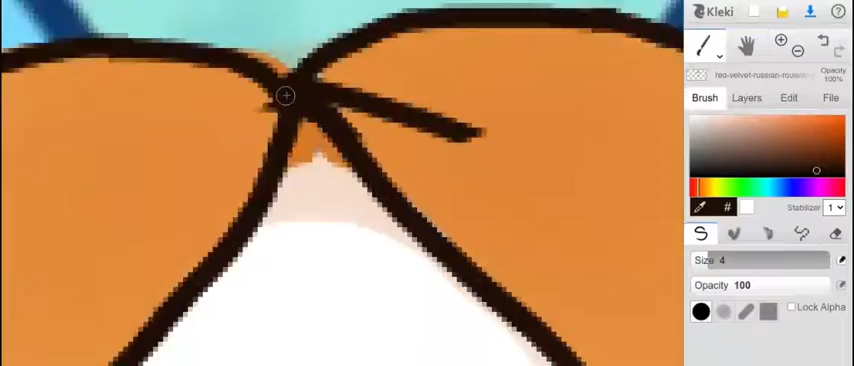 Kleki
Opacity
100%
Brush Layers Edit File
#
Stabilizer 1
Size 4
Opacity 100
Lock Alpha